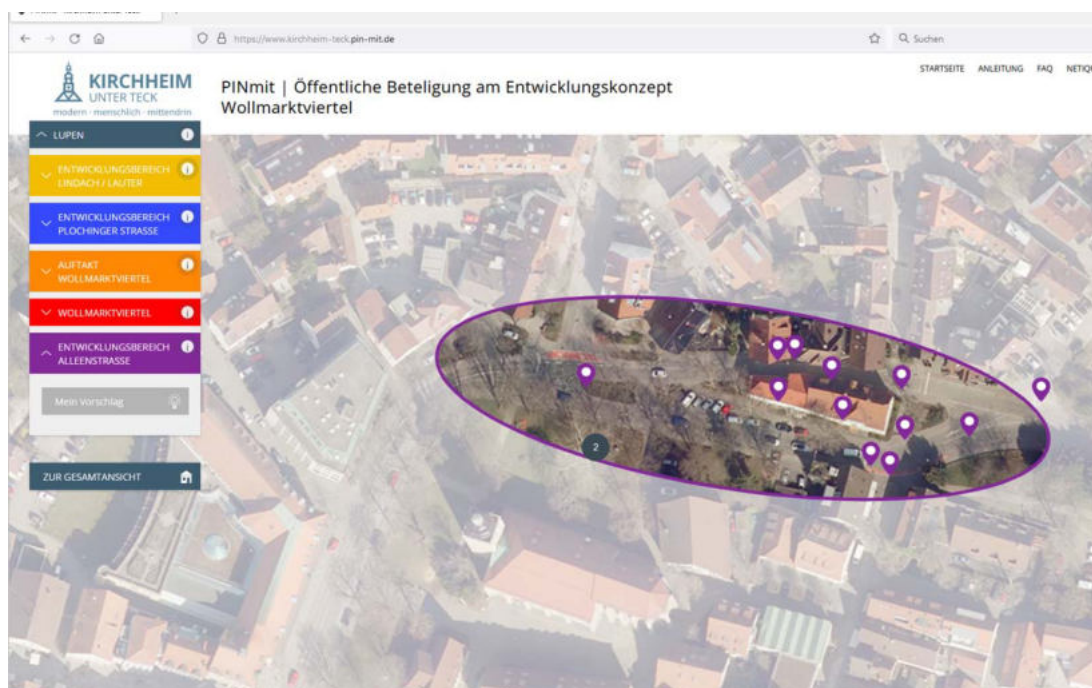 https://www.kirchheim-teck.pin-mit.de
Suchen
KIRCHHEIM
UNTER TECK
modern · menschlich · mittendrin
PINmit | Öffentliche Beteligung am Entwicklungskonzept
Wollmarktviertel
STARTSEITE ANLEITUNG FAQ
LUPEN
ENTWICKLUNGSBEREICH
LINDACH / LAUTER
ENTWICKLUNGSBEREICH
PLOCHINGER STRASSE
AUFTAKT
WOLLMARKTVIERTEL
WOLLMARKTVIERTEL
ENTWICKLUNGSBEREICH
ALLEENSTRASSE
Mein Vorschlag
ZUR GESAMTANSICHT
2